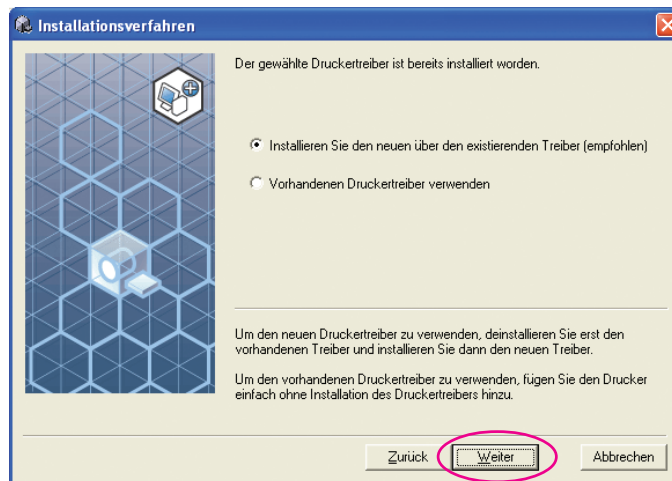 Installationsverfahren
Der gewählte Druckertreiber ist bereits installiert worden.
Installieren Sie den neuen über den existierenden Treiber (empfohlen)
Vorhandenen Druckertreiber verwenden
Um den neuen Druckertreiber zu verwenden, deinstallieren Sie erst den
vorhandenen Treiber und installieren Sie dann den neuen Treiber.
Um den vorhandenen Druckertreiber zu verwenden, fügen Sie den Drucker
einfach ohne Installation des Druckertreibers hinzu.
Zurück Weiter Abbrechen